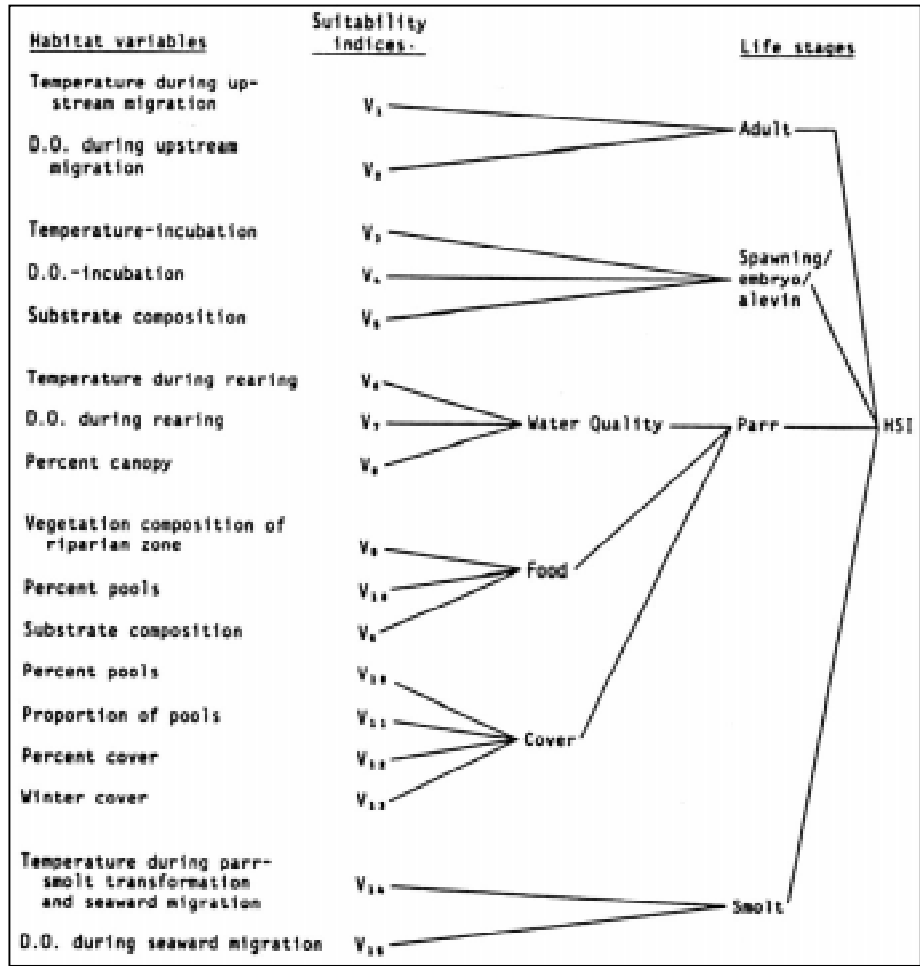 Suitability
Habitat variables indices. Life stages
Temperature during up-
stream migration V₁
Adult
D.O. during upstream
migration V₂
Temperature-incubation V₃
Spawning/
D.O.-incubation V₄ embryo/
alevin
Substrate composition V₅
Temperature during rearing V₆
D.O. during rearing V₇ Water Quality Parr HSI
Percent canopy V₈
Vegetation composition of
riparian zone V₉
Food
Percent pools V₁₀
Substrate composition V₅
Percent pools V₁₀
Proportion of pools V₁₁
Cover
Percent cover V₁₂
Winter cover V₁₃
Temperature during parr-
smolt transformation V₁₄
and seaward migration
Smolt
D.O. during seaward migration V₁₅